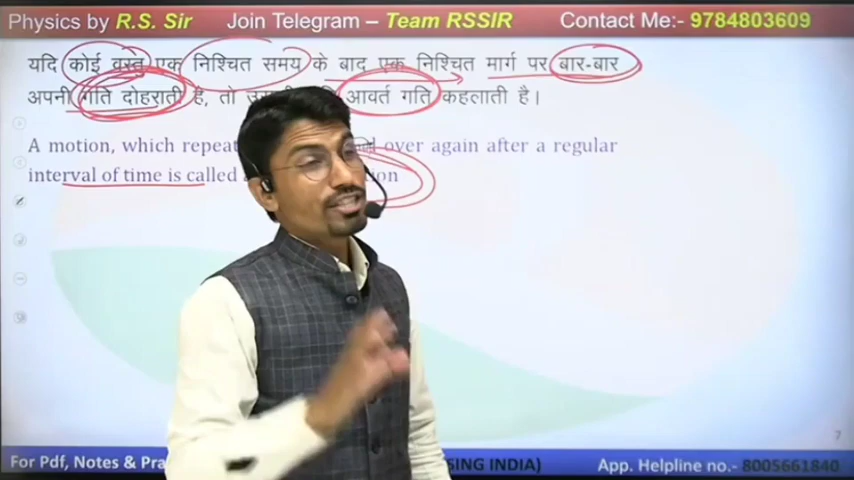 Physics by R.S. Sir Join Telegram – Team RSSIR Contact Me:- 9784803609
यदि कोई वस्तु एक निश्चित समय के बाद एक निश्चित मार्ग पर बार-बार
अपनी गति दोहराती है, तो आवर्त गति कहलाती है।
A motion, which repeat over again after a regular
interval of time is called
7
For Pdf, Notes & SING INDIA) App. Helpline no.- 8005661840